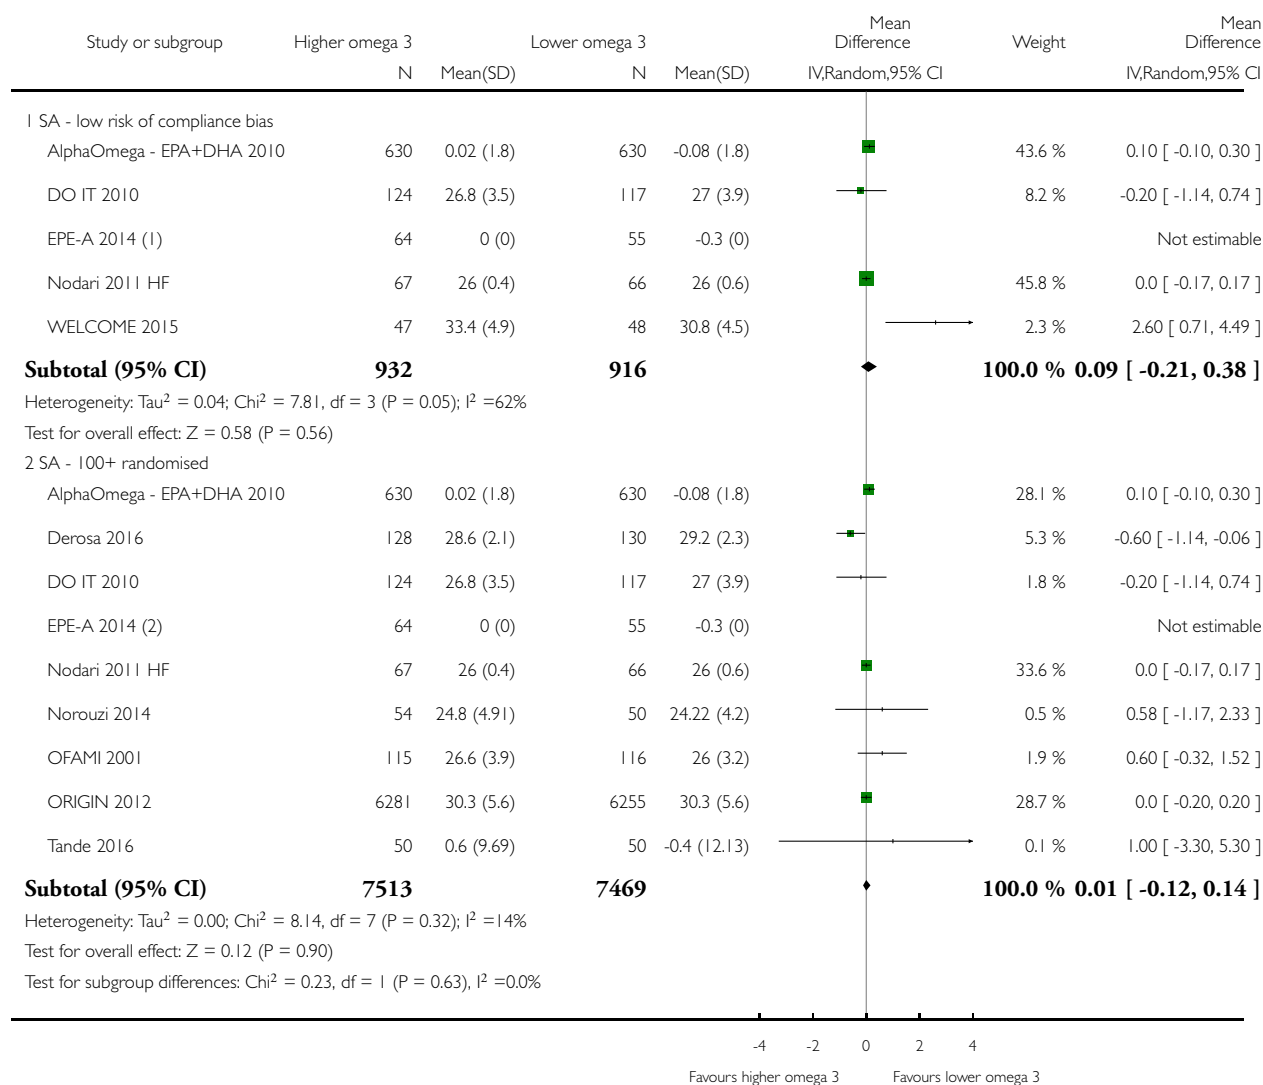 Mean Mean
Study or subgroup Higher omega 3 Lower omega 3 Difference Weight Difference
N Mean(SD) N Mean(SD) IV,Random,95% CI IV,Random,95% CI
1 SA - low risk of compliance bias
AlphaOmega - EPA+DHA 2010 630 0.02 (1.8) 630 -0.08 (1.8) 43.6 % 0.10 [ -0.10, 0.30 ]
DO IT 2010 124 26.8 (3.5) 117 27 (3.9) 8.2 % -0.20 [ -1.14, 0.74 ]
EPE-A 2014 (1) 64 0 (0) 55 -0.3 (0) Not estimable
Nodari 2011 HF 67 26 (0.4) 66 26 (0.6) 45.8 % 0.0 [ -0.17, 0.17 ]
WELCOME 2015 47 33.4 (4.9) 48 30.8 (4.5) 2.3 % 2.60 [ 0.71, 4.49 ]
Subtotal (95% CI) 932 916 100.0 % 0.09 [ -0.21, 0.38 ]
Heterogeneity: Tau² = 0.04; Chi² = 7.81, df = 3 (P = 0.05); I² =62%
Test for overall effect: Z = 0.58 (P = 0.56)
2 SA - 100+ randomised
AlphaOmega - EPA+DHA 2010 630 0.02 (1.8) 630 -0.08 (1.8) 28.1 % 0.10 [ -0.10, 0.30 ]
Derosa 2016 128 28.6 (2.1) 130 29.2 (2.3) 5.3 % -0.60 [ -1.14, -0.06 ]
DO IT 2010 124 26.8 (3.5) 117 27 (3.9) 1.8 % -0.20 [ -1.14, 0.74 ]
EPE-A 2014 (2) 64 0 (0) 55 -0.3 (0) Not estimable
Nodari 2011 HF 67 26 (0.4) 66 26 (0.6) 33.6 % 0.0 [ -0.17, 0.17 ]
Norouzi 2014 54 24.8 (4.91) 50 24.22 (4.2) 0.5 % 0.58 [ -1.17, 2.33 ]
OFAMI 2001 115 26.6 (3.9) 116 26 (3.2) 1.9 % 0.60 [ -0.32, 1.52 ]
ORIGIN 2012 6281 30.3 (5.6) 6255 30.3 (5.6) 28.7 % 0.0 [ -0.20, 0.20 ]
Tande 2016 50 0.6 (9.69) 50 -0.4 (12.13) 0.1 % 1.00 [ -3.30, 5.30 ]
Subtotal (95% CI) 7513 7469 100.0 % 0.01 [ -0.12, 0.14 ]
Heterogeneity: Tau² = 0.00; Chi² = 8.14, df = 7 (P = 0.32); I² =14%
Test for overall effect: Z = 0.12 (P = 0.90)
Test for subgroup differences: Chi² = 0.23, df = 1 (P = 0.63), I² =0.0%
-4 -2 0 2 4
Favours higher omega 3 Favours lower omega 3